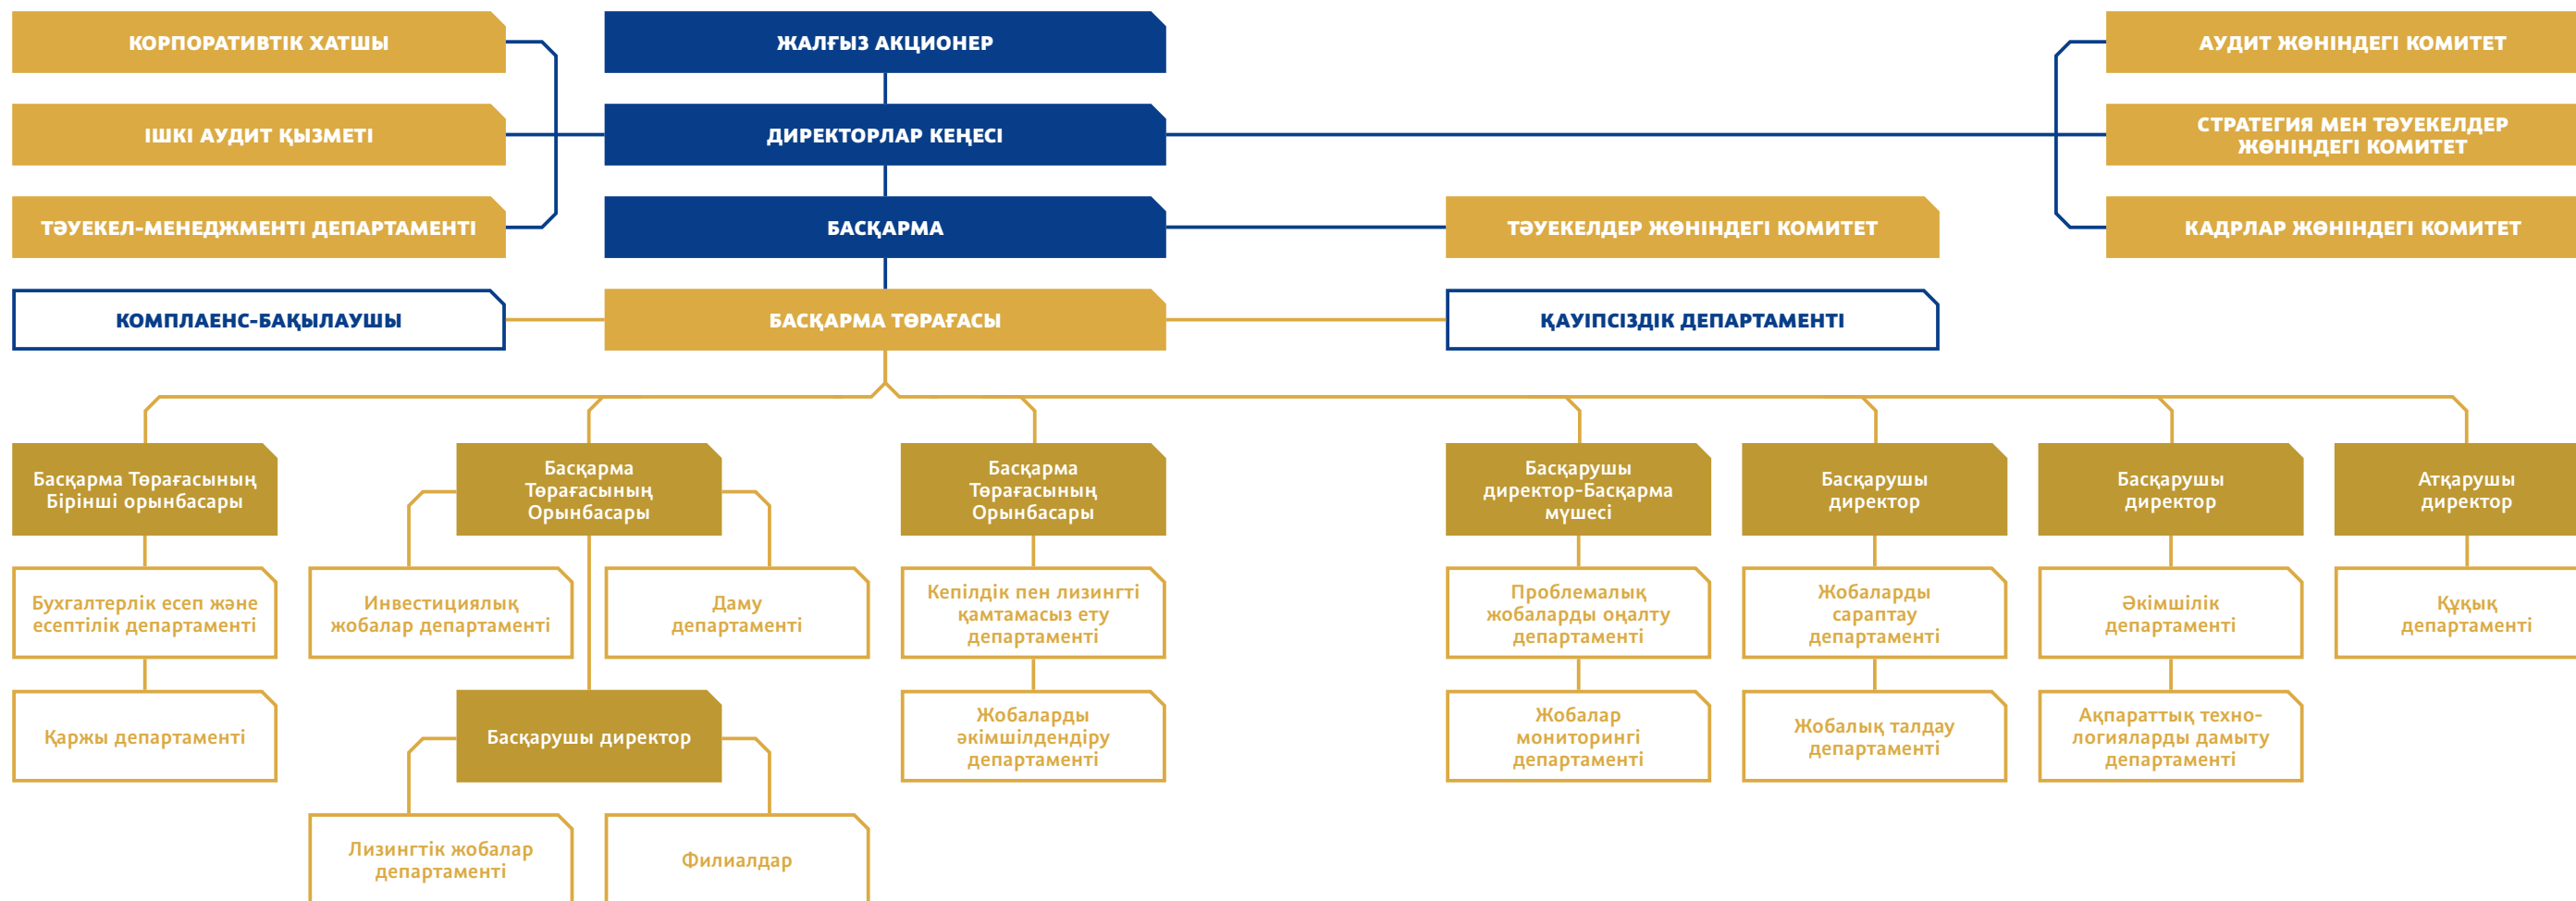 КОРПОРАТИВТІК ХАТШЫ
ЖАЛҒЫЗ АКЦИОНЕР
АУДИТ ЖӨНІНДЕГІ КОМИТЕТ
ІШКІ АУДИТ ҚЫЗМЕТІ
ДИРЕКТОРЛАР КЕҢЕСІ
СТРАТЕГИЯ МЕН ТӘУЕКЕЛДЕР
ЖӨНІНДЕГІ КОМИТЕТ
ТӘУЕКЕЛ-МЕНЕДЖМЕНТІ ДЕПАРТАМЕНТІ
БАСҚАРМА
ТӘУЕКЕЛДЕР ЖӨНІНДЕГІ КОМИТЕТ
КАДРЛАР ЖӨНІНДЕГІ КОМИТЕТ
КОМПЛАЕНС-БАҚЫЛАУШЫ
БАСҚАРМА ТӨРАҒАСЫ
ҚАУІПСІЗДІК ДЕПАРТАМЕНТІ
Басқарма Төрағасының
Бірінші орынбасары
Басқарма
Төрағасының
Орынбасары
Басқарма
Төрағасының
Орынбасары
Басқарушы
директор-Басқарма
мүшесі
Басқарушы
директор
Басқарушы
директор
Атқарушы
директор
Бухгалтерлік есеп және
есептілік департаменті
Инвестициялық
жобалар департаменті
Даму
департаменті
Кепілдік пен лизингті
қамтамасыз ету
департаменті
Проблемалық
жобаларды оңалту
департаменті
Жобаларды
сараптау
департаменті
Әкімшілік
департаменті
Құқық
департаменті
Қаржы департаменті
Басқарушы директор
Жобаларды
әкімшілдендіру
департаменті
Жобалар
мониторингі
департаменті
Жобалық талдау
департаменті
Ақпараттық техно-
логияларды дамыту
департаменті
Лизингтік жобалар
департаменті
Филиалдар